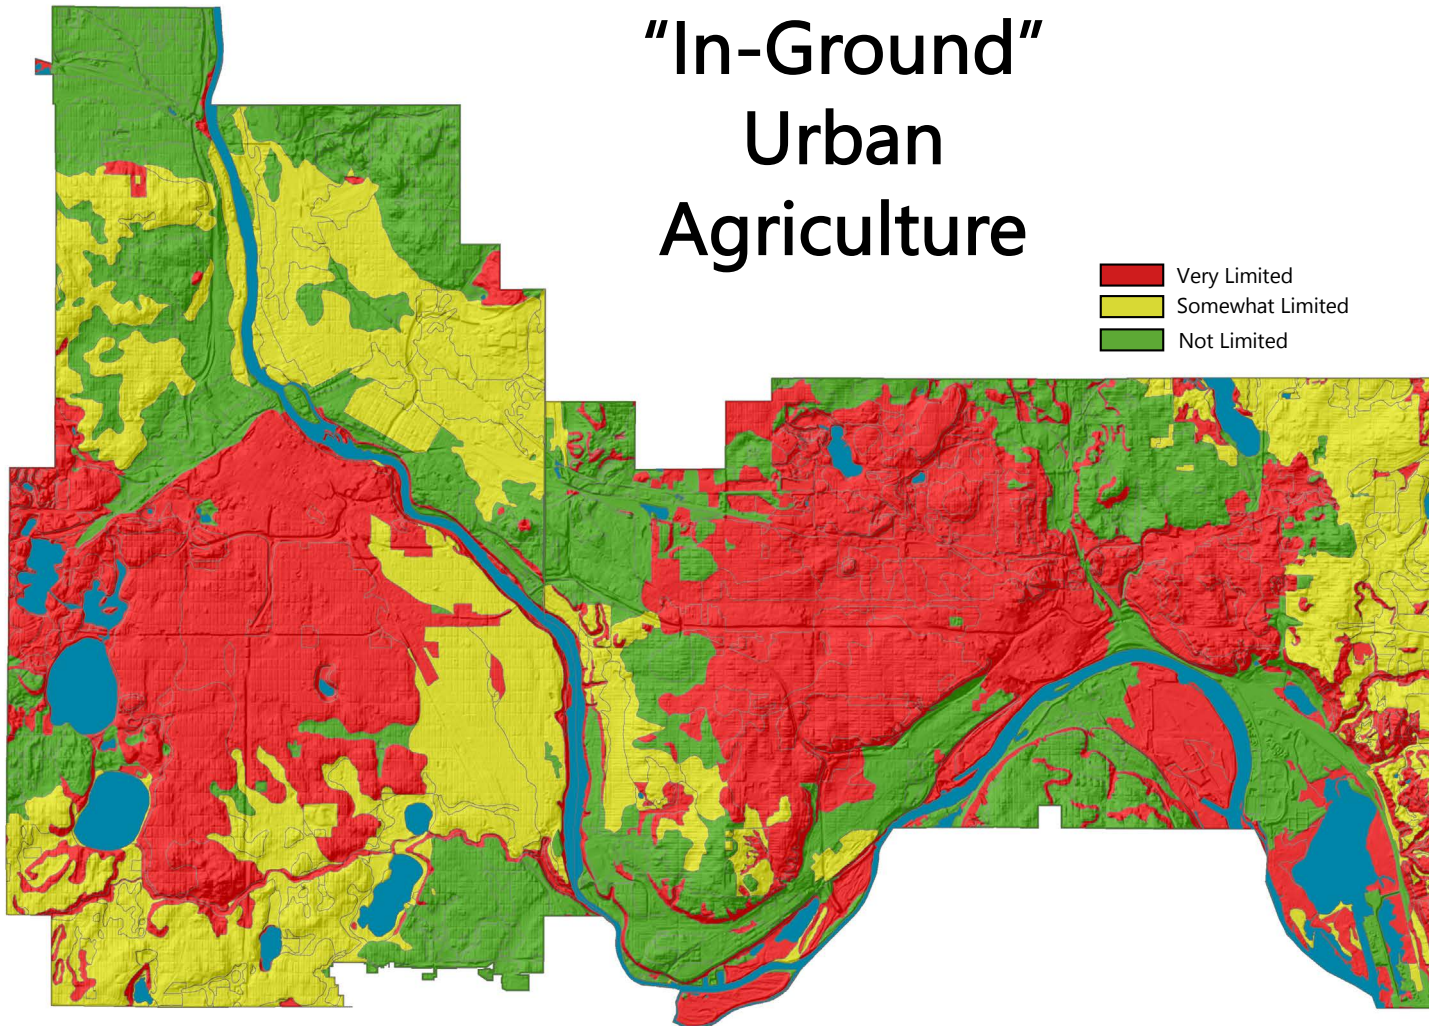 “In-Ground”
Urban
Agriculture
Very Limited
Somewhat Limited
Not Limited